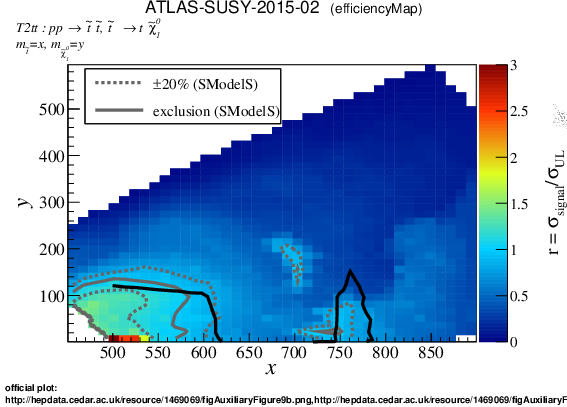 ATLAS-SUSY-2015-02 (efficiencyMap)
T2tt : pp → t̃ t̃, t̃ → t χ̃₁⁰
m_t̃=x, m_χ̃₁⁰=y
±20% (SModelS)
exclusion (SModelS)
500
400
300
200
100
y
500 550 600 650 700 750 800 850
x
3
2.5
2
1.5
1
0.5
0
r = σ_signal/σ_UL
official plot:
http://hepdata.cedar.ac.uk/resource/1469069/figAuxiliaryFigure9b.png,http://hepdata.cedar.ac.uk/resource/1469069/figAuxiliaryF